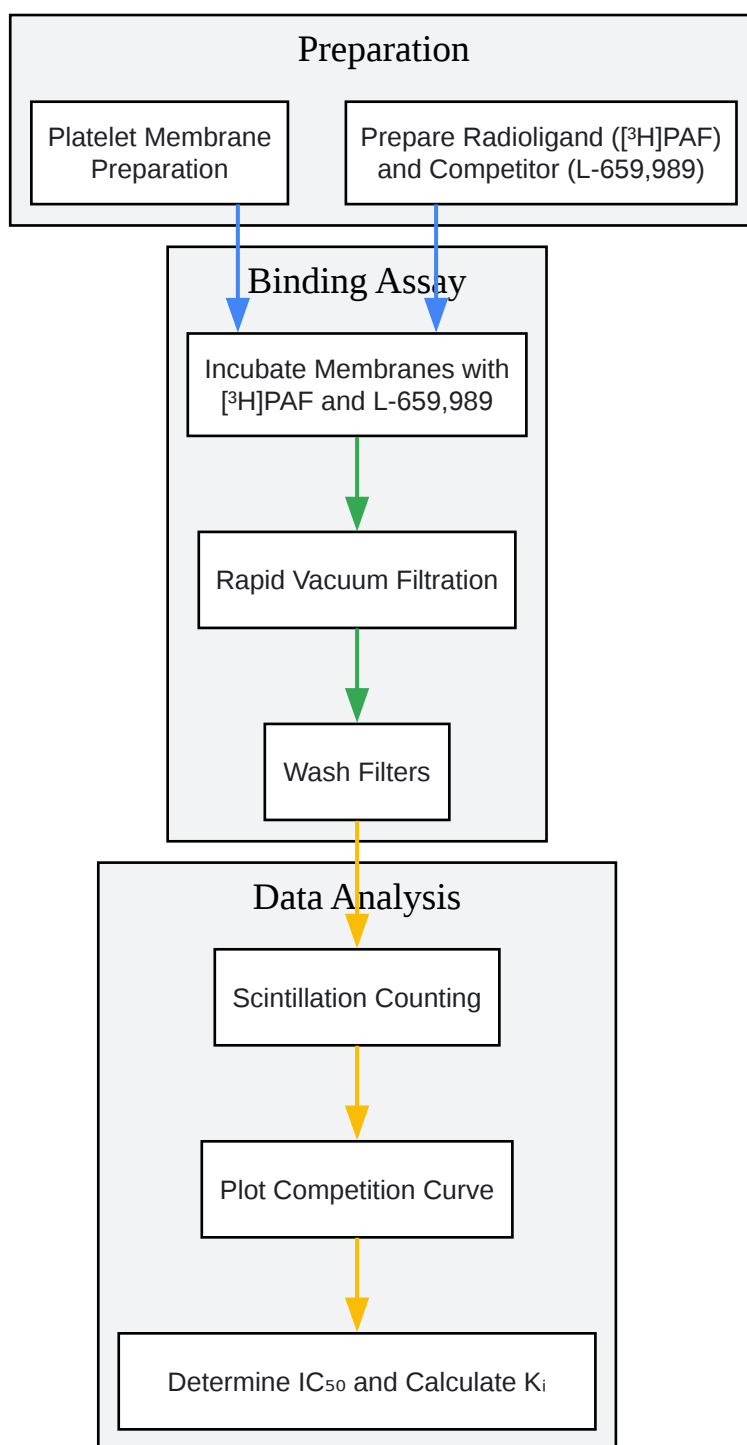 Preparation
Platelet Membrane
Preparation
Prepare Radioligand ([³H]PAF)
and Competitor (L-659,989)
Binding Assay
Incubate Membranes with
[³H]PAF and L-659,989
Rapid Vacuum Filtration
Wash Filters
Data Analysis
Scintillation Counting
Plot Competition Curve
Determine IC₅₀ and Calculate Kᵢ